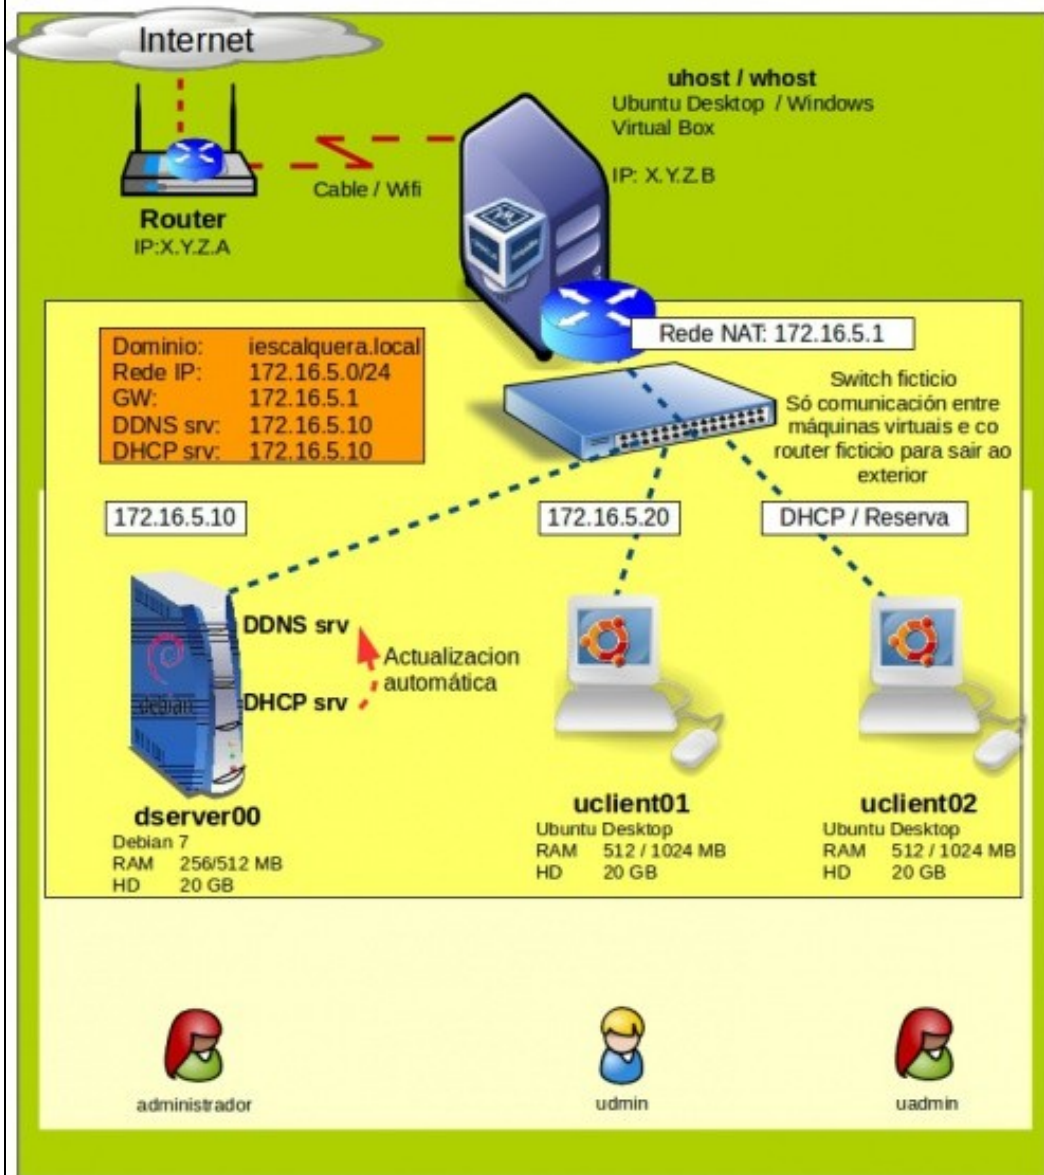 Internet
uhost / whost
Ubuntu Desktop / Windows
Virtual Box
IP: X.Y.Z.B
Cable / Wifi
Router
IP:X.Y.Z.A
Rede NAT: 172.16.5.1
Dominio: iescalquera.local
Rede IP: 172.16.5.0/24
GW: 172.16.5.1
DDNS srv: 172.16.5.10
DHCP srv: 172.16.5.10
Switch ficticio
Só comunicación entre
máquinas virtuais e co
router ficticio para sair ao
exterior
172.16.5.10
172.16.5.20
DHCP / Reserva
DDNS srv
Actualizacion
automática
DHCP srv
debian
dserver00
Debian 7
RAM 256/512 MB
HD 20 GB
uclient01
Ubuntu Desktop
RAM 512 / 1024 MB
HD 20 GB
uclient02
Ubuntu Desktop
RAM 512 / 1024 MB
HD 20 GB
administrador
udmin
uadmin